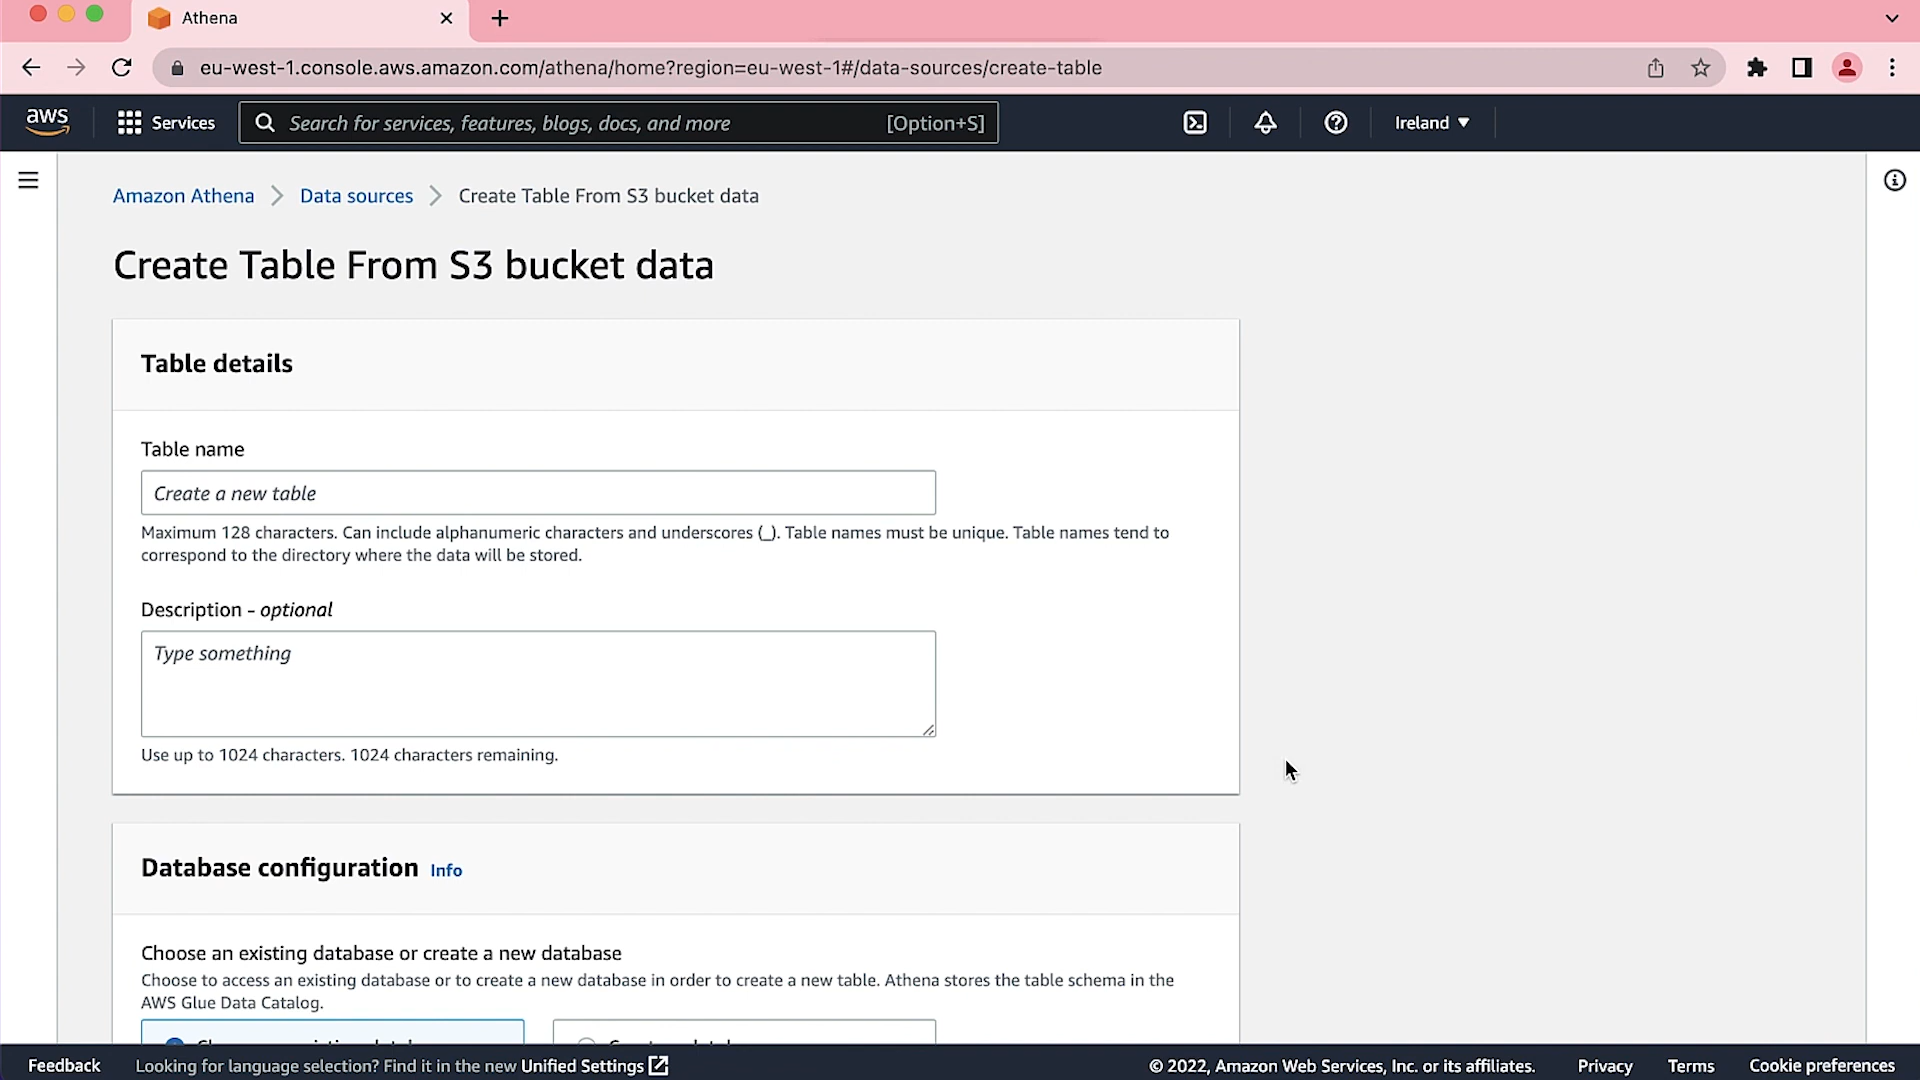 Athena
eu-west-1.console.aws.amazon.com/athena/home?region=eu-west-1#/data-sources/create-table
aws
Services
Search for services, features, blogs, docs, and more
[Option+S]
Ireland
Amazon Athena
Data sources
Create Table From S3 bucket data
Create Table From S3 bucket data
Table details
Table name
Create a new table
Maximum 128 characters. Can include alphanumeric characters and underscores (_). Table names must be unique. Table names tend to
correspond to the directory where the data will be stored.
Description - optional
Type something
Use up to 1024 characters. 1024 characters remaining.
Database configuration Info
Choose an existing database or create a new database
Choose to access an existing database or to create a new database in order to create a new table. Athena stores the table schema in the
AWS Glue Data Catalog.
Feedback
Looking for language selection? Find it in the new Unified Settings
© 2022, Amazon Web Services, Inc. or its affiliates.
Privacy
Terms
Cookie preferences